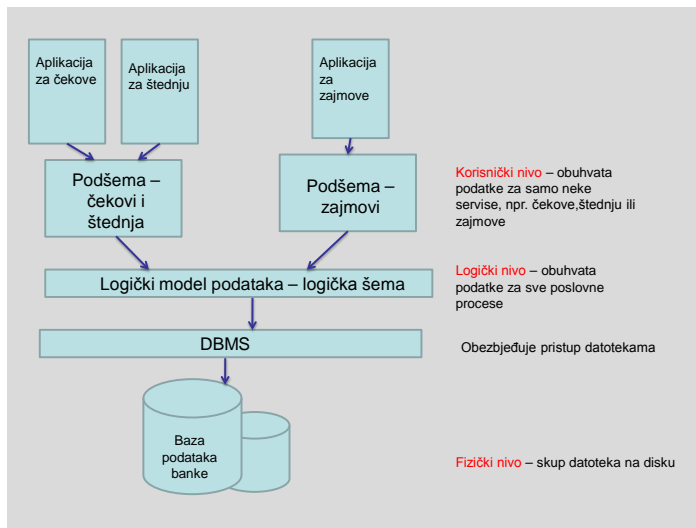 Aplikacija
za čekove
Aplikacija
za štednju
Aplikacija
za
zajmove
Podšema –
čekovi i
štednja
Podšema –
zajmovi
Korisnički nivo – obuhvata
podatke za samo neke
servise, npr. čekove,štednju ili
zajmove
Logički model podataka – logička šema
Logički nivo – obuhvata
podatke za sve poslovne
procese
DBMS
Obezbjeđuje pristup datotekama
Baza
podataka
banke
Fizički nivo – skup datoteka na disku